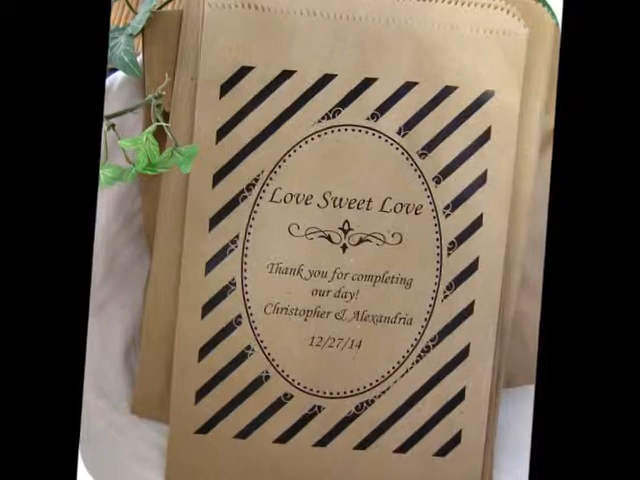 Love Sweet Love
Thank you for completing
our day!
Christopher & Alexandria
12/27/14